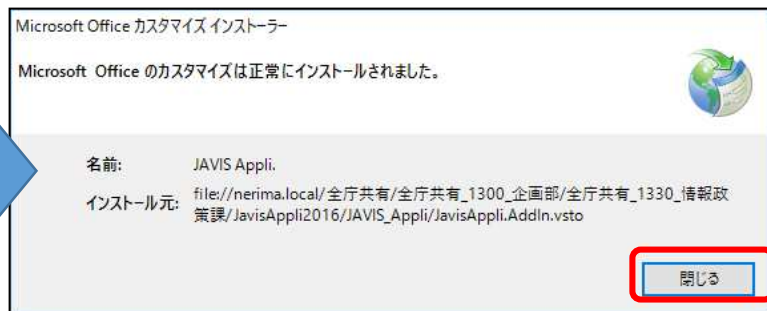 Microsoft Office カスタマイズ インストーラー
Microsoft Office のカスタマイズは正常にインストールされました。
名前: JAVIS Appli.
インストール元: file://nerima.local/全庁共有/全庁共有_1300_企画部/全庁共有_1330_情報政
策課/JavisAppli2016/JAVIS_Appli/JavisAppli.AddIn.vsto
閉じる